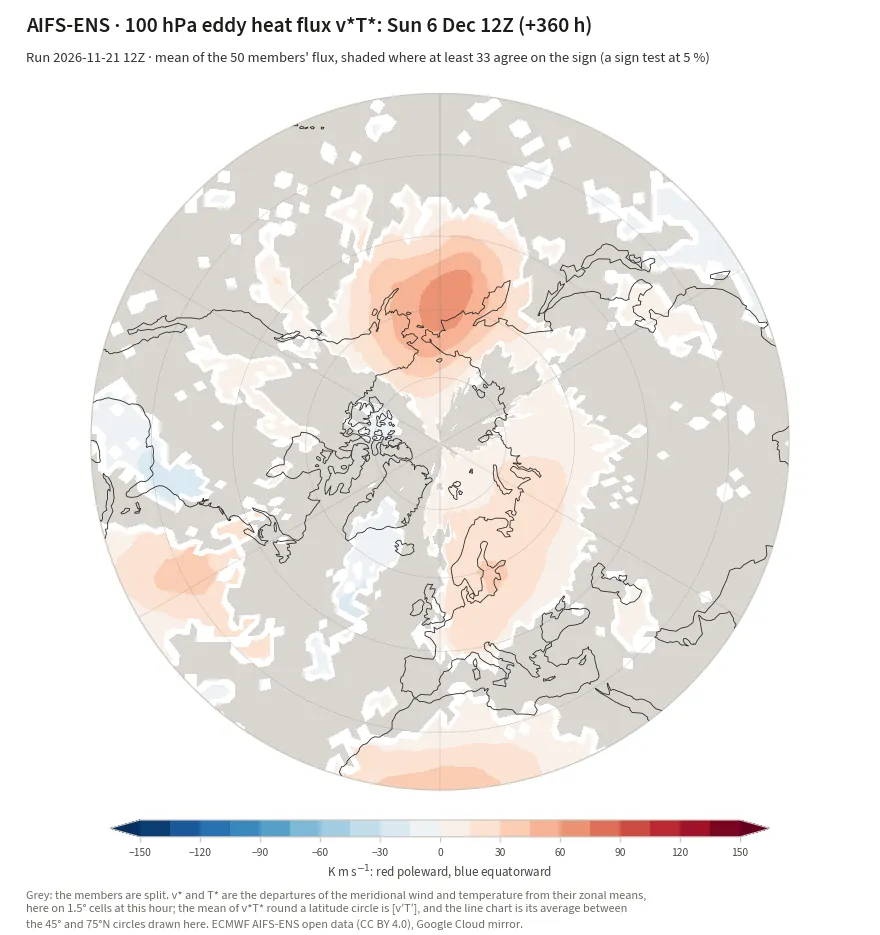 AIFS-ENS · 100 hPa eddy heat flux v*T*: Sun 6 Dec 12Z (+360 h)
Run 2026-11-21 12Z · mean of the 50 members' flux, shaded where at least 33 agree on the sign (a sign test at 5 %)
−150 −120 −90 −60 −30 0 30 60 90 120 150
K m s⁻¹: red poleward, blue equatorward
Grey: the members are split. v* and T* are the departures of the meridional wind and temperature from their zonal means,
here on 1.5° cells at this hour; the mean of v*T* round a latitude circle is [v′T′], and the line chart is its average between
the 45° and 75°N circles drawn here. ECMWF AIFS-ENS open data (CC BY 4.0), Google Cloud mirror.